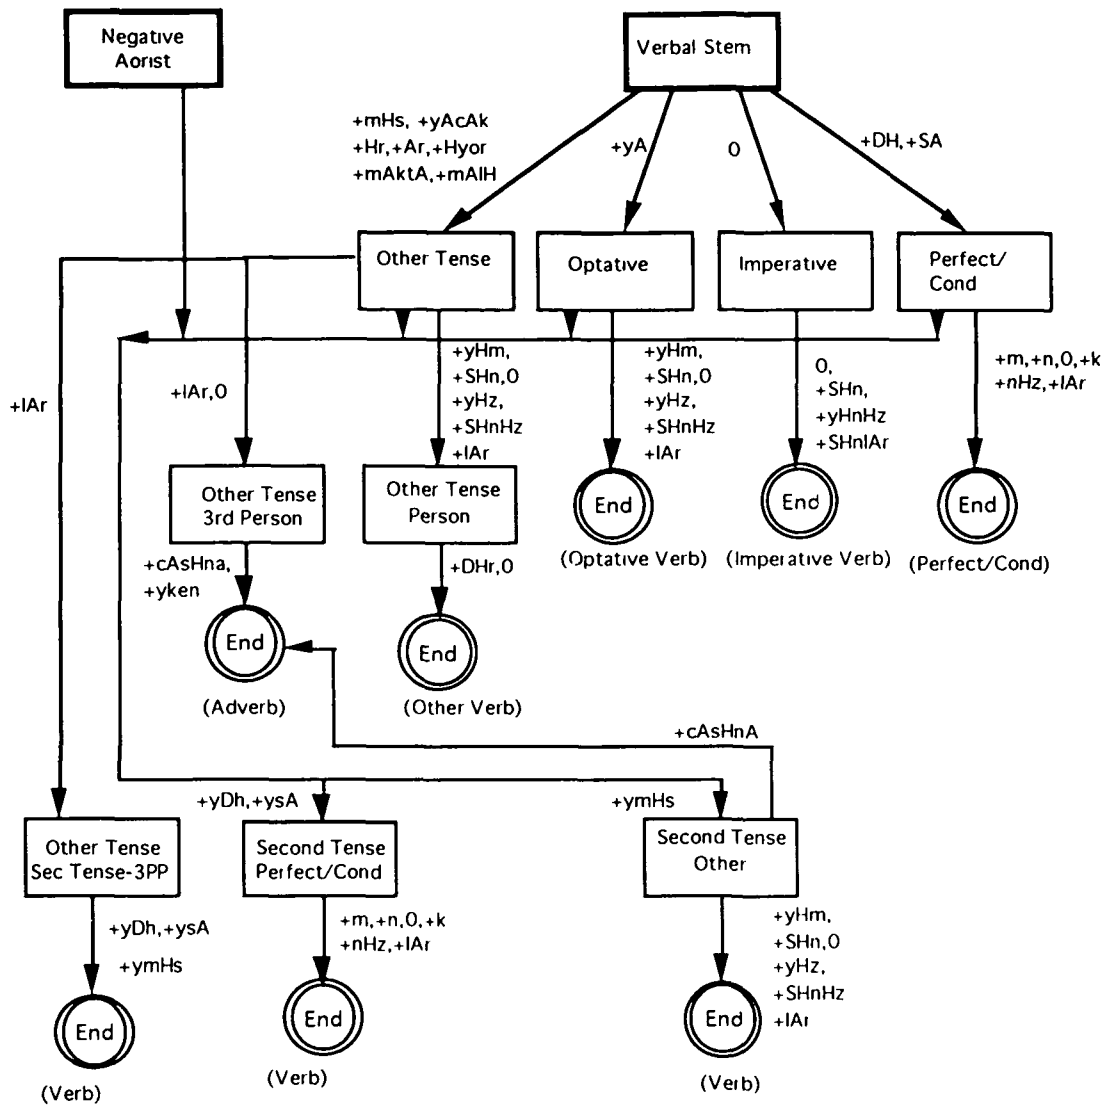 Negative
Aorist
Verbal Stem
+mHs, +yAcAk
+Hr,+Ar,+Hyor
+mAktA,+mAlH
+yA
0
+DH,+SA
Other Tense
Optative
Imperative
Perfect/
Cond
+lAr
+lAr,0
+yHm,
+SHn,0
+yHz,
+SHnHz
+lAr
+yHm,
+SHn,0
+yHz,
+SHnHz
+lAr
0,
+SHn,
+yHnHz
+SHnlAr
+m,+n,0,+k
+nHz,+lAr
Other Tense
3rd Person
Other Tense
Person
End
(Optative Verb)
End
(Imperative Verb)
End
(Perfect/Cond)
+cAsHna,
+yken
+DHr,0
End
(Adverb)
End
(Other Verb)
+cAsHnA
+yDh,+ysA
+ymHs
Other Tense
Sec Tense-3PP
Second Tense
Perfect/Cond
Second Tense
Other
+yDh,+ysA
+ymHs
+m,+n,0,+k
+nHz,+lAr
+yHm,
+SHn,0
+yHz,
+SHnHz
+lAr
End
(Verb)
End
(Verb)
End
(Verb)